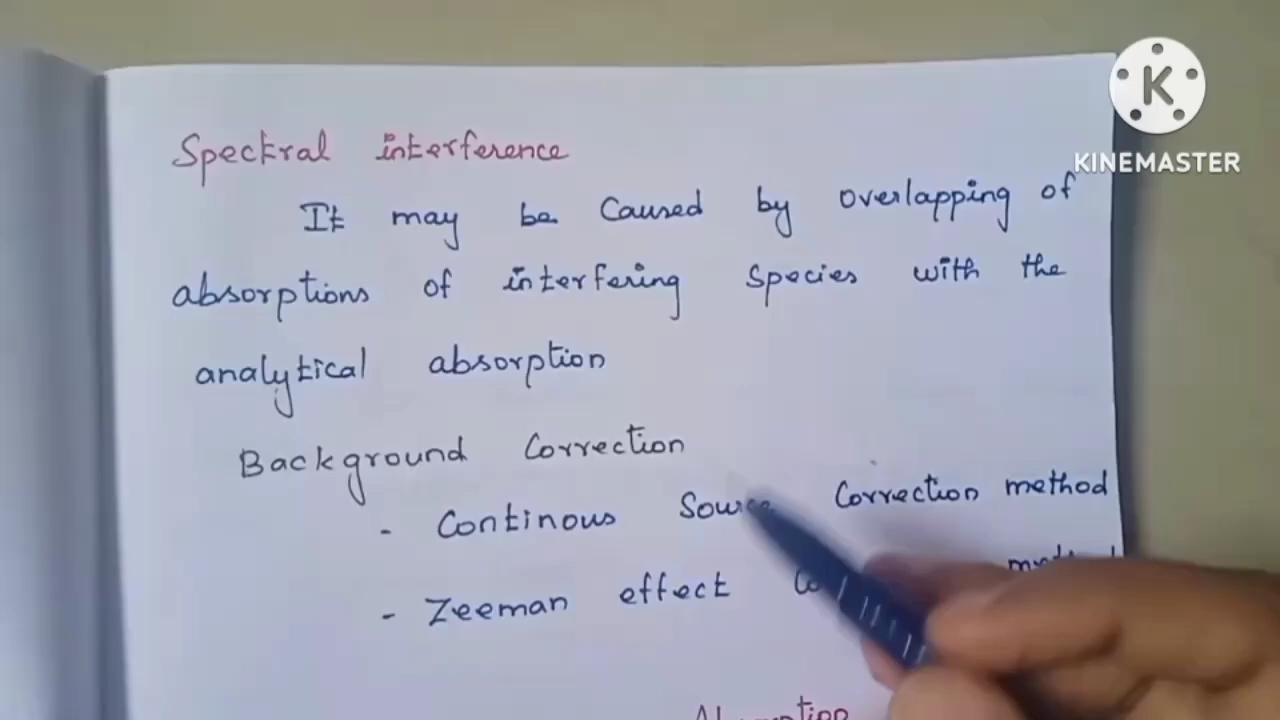 K
KINEMASTER
Spectral interference
It may be caused by overlapping of
absorptions of interfering species with the
analytical absorption
Background Correction
- Continous Source Correction method
- Zeeman effect